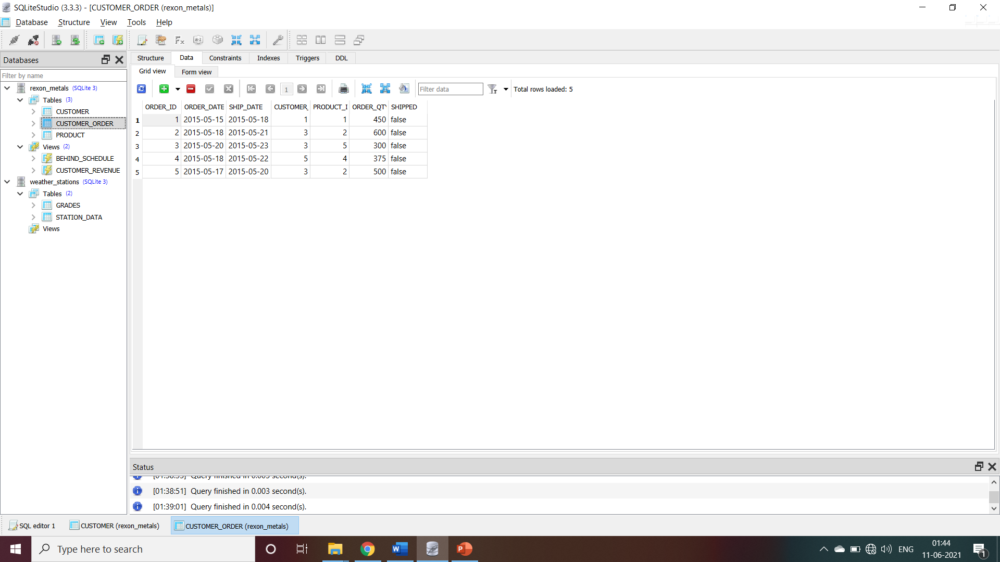 SQLiteStudio (3.3.3) - [CUSTOMER_ORDER (rexon_metals)]
Database Structure View Tools Help
Databases
Filter by name
rexon_metals (SQLite 3)
Tables (3)
CUSTOMER
CUSTOMER_ORDER
PRODUCT
Views (2)
BEHIND_SCHEDULE
CUSTOMER_REVENUE
weather_stations (SQLite 3)
Tables (2)
GRADES
STATION_DATA
Views
Structure Data Constraints Indexes Triggers DDL
Grid view Form view
1 Filter data Total rows loaded: 5
ORDER_ID ORDER_DATE SHIP_DATE CUSTOMER_ PRODUCT_I ORDER_QT SHIPPED
1 1 2015-05-15 2015-05-18 1 1 450 false
2 2 2015-05-18 2015-05-21 3 2 600 false
3 3 2015-05-20 2015-05-23 3 5 300 false
4 4 2015-05-18 2015-05-22 5 4 375 false
5 5 2015-05-17 2015-05-20 3 2 500 false
Status
Query finished in 0.003 second(s).
[01:38:51] Query finished in 0.003 second(s).
[01:39:01] Query finished in 0.004 second(s).
SQL editor 1 CUSTOMER (rexon_metals) CUSTOMER_ORDER (rexon_metals)
Type here to search
ENG
01:44
11-06-2021
1